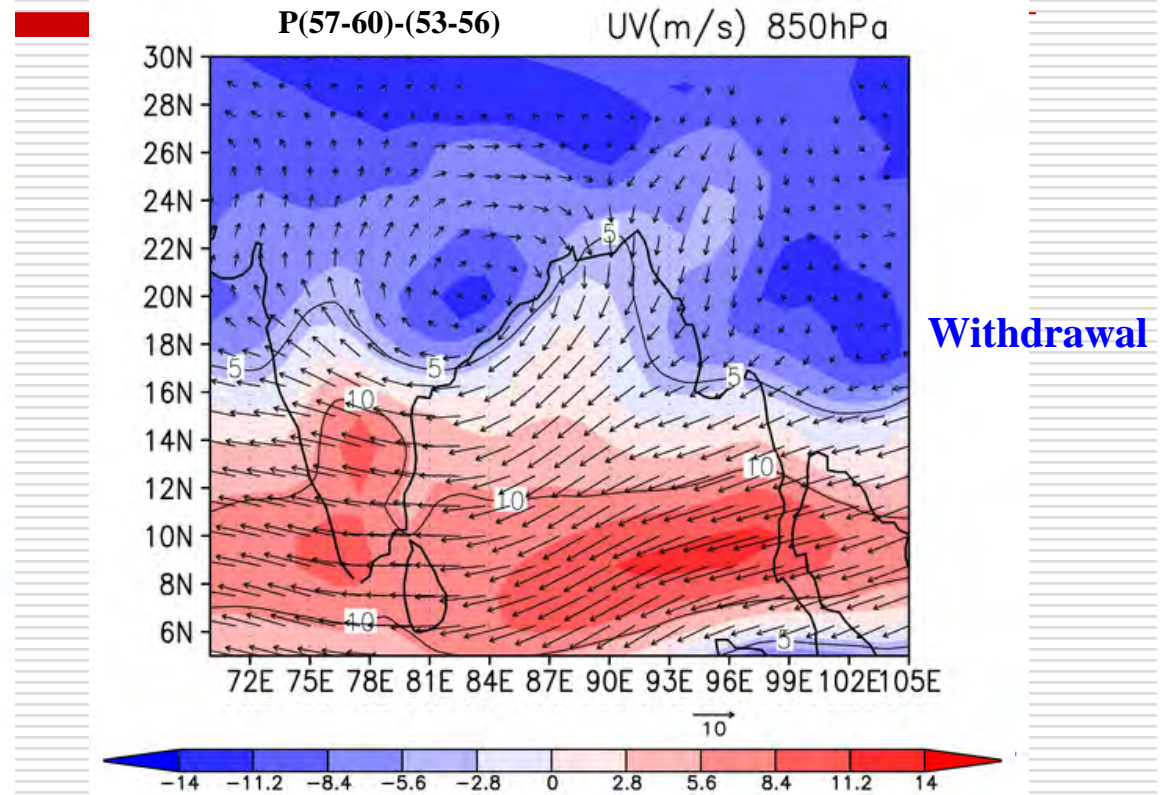 P(57-60)-(53-56)
UV(m/s) 850hPa
30N
28N
26N
24N
22N
5
20N
18N
Withdrawal
5
5
5
16N
10
14N
10
12N
10
10N
8N
10
6N
5
72E 75E 78E 81E 84E 87E 90E 93E 96E 99E 102E105E
10
-14 -11.2 -8.4 -5.6 -2.8 0 2.8 5.6 8.4 11.2 14